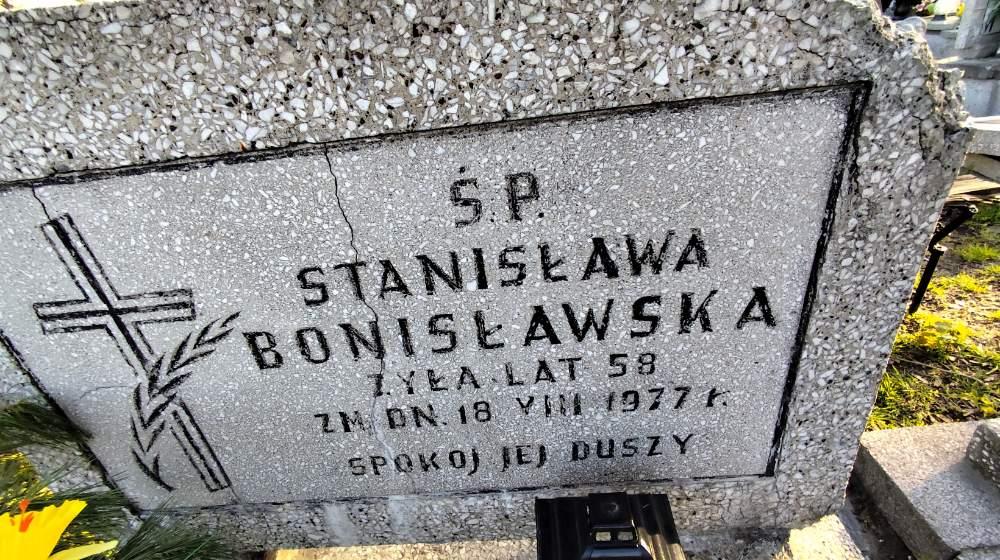 Ś.P.
STANISŁAWA
BONISŁAWSKA
ŻYŁA LAT 58
ZM. DN. 18 VIII 1977 R.
SPOKÓJ JEJ DUSZY